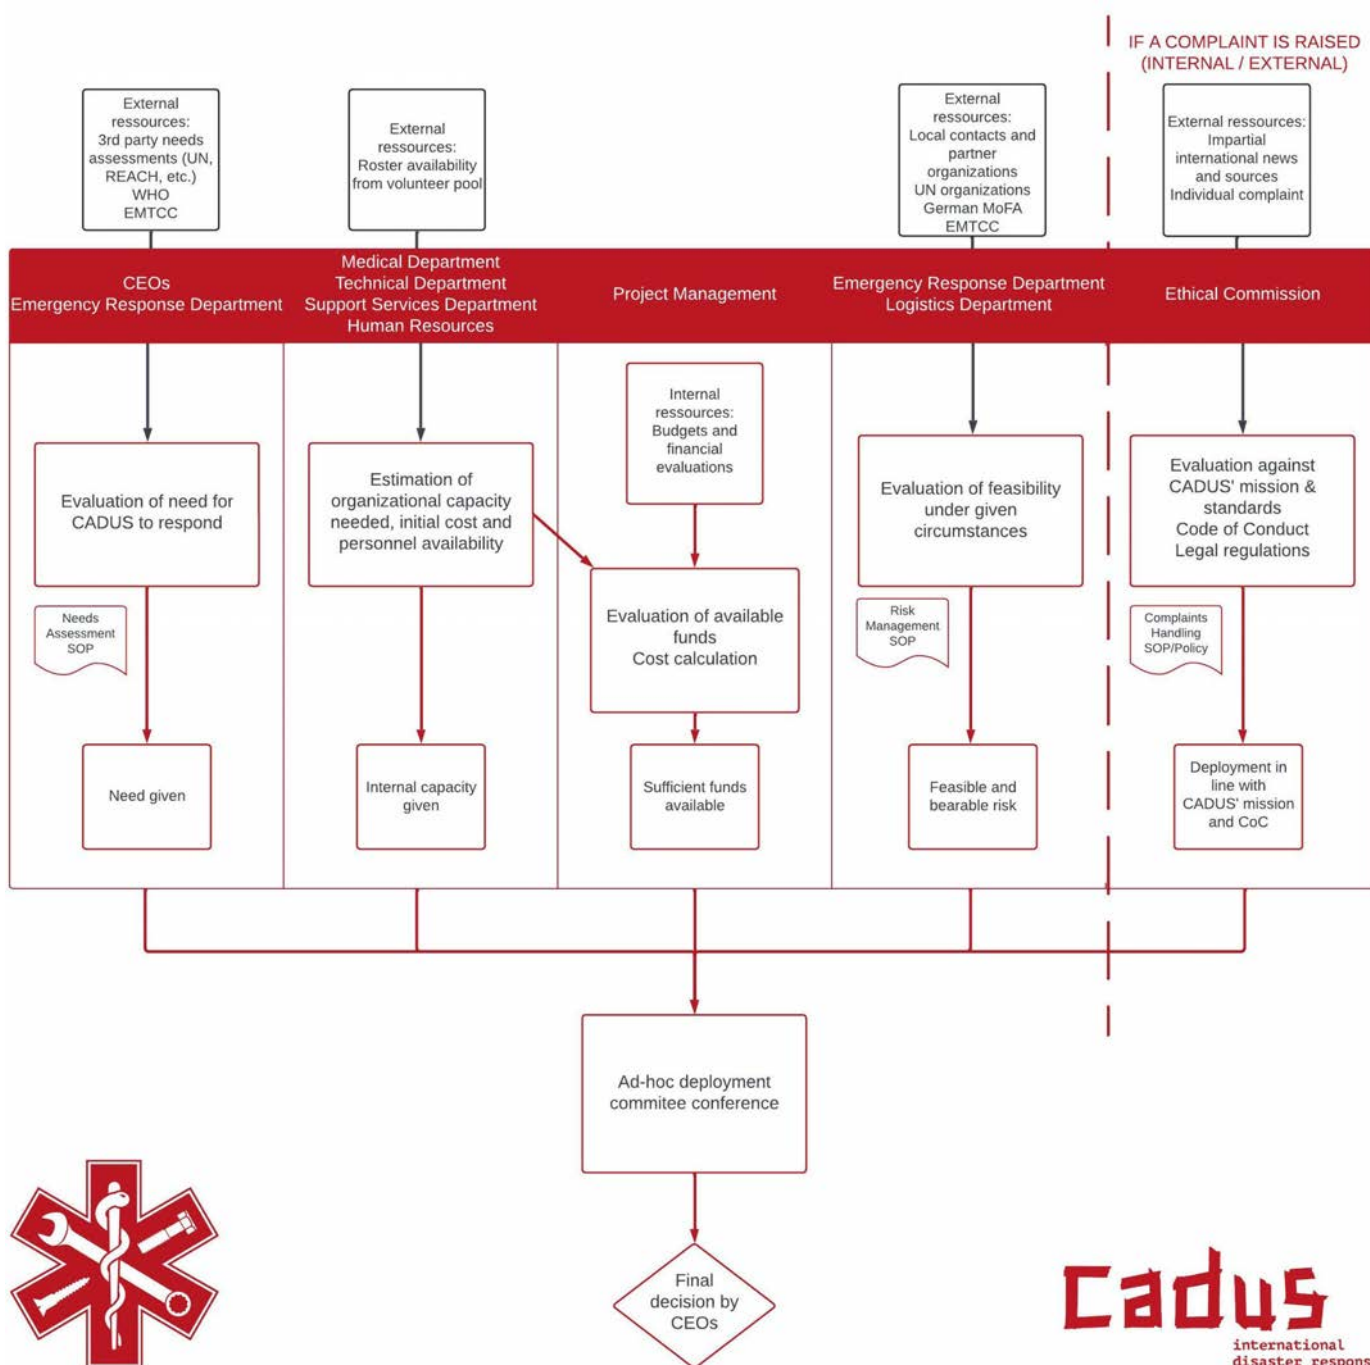 IF A COMPLAINT IS RAISED
(INTERNAL / EXTERNAL)
External
ressources:
3rd party needs
assessments (UN,
REACH, etc.)
WHO
EMTCC
External
ressources:
Roster availability
from volunteer pool
External
ressources:
Local contacts and
partner
organizations
UN organizations
German MoFA
EMTCC
External ressources:
Impartial
international news
and sources
Individual complaint
CEOs
Emergency Response Department
Medical Department
Technical Department
Support Services Department
Human Resources
Project Management
Emergency Response Department
Logistics Department
Ethical Commission
Internal
ressources:
Budgets and
financial
evaluations
Evaluation of need for
CADUS to respond
Estimation of
organizational capacity
needed, initial cost and
personnel availability
Evaluation of feasibility
under given
circumstances
Evaluation against
CADUS' mission &
standards
Code of Conduct
Legal regulations
Evaluation of available
funds
Cost calculation
Needs
Assessment
SOP
Risk
Management
SOP
Complaints
Handling
SOP/Policy
Need given
Internal capacity
given
Sufficient funds
available
Feasible and
bearable risk
Deployment in
line with
CADUS' mission
and CoC
Ad-hoc deployment
commitee conference
Final
decision by
CEOs
cadus
international
disaster respons